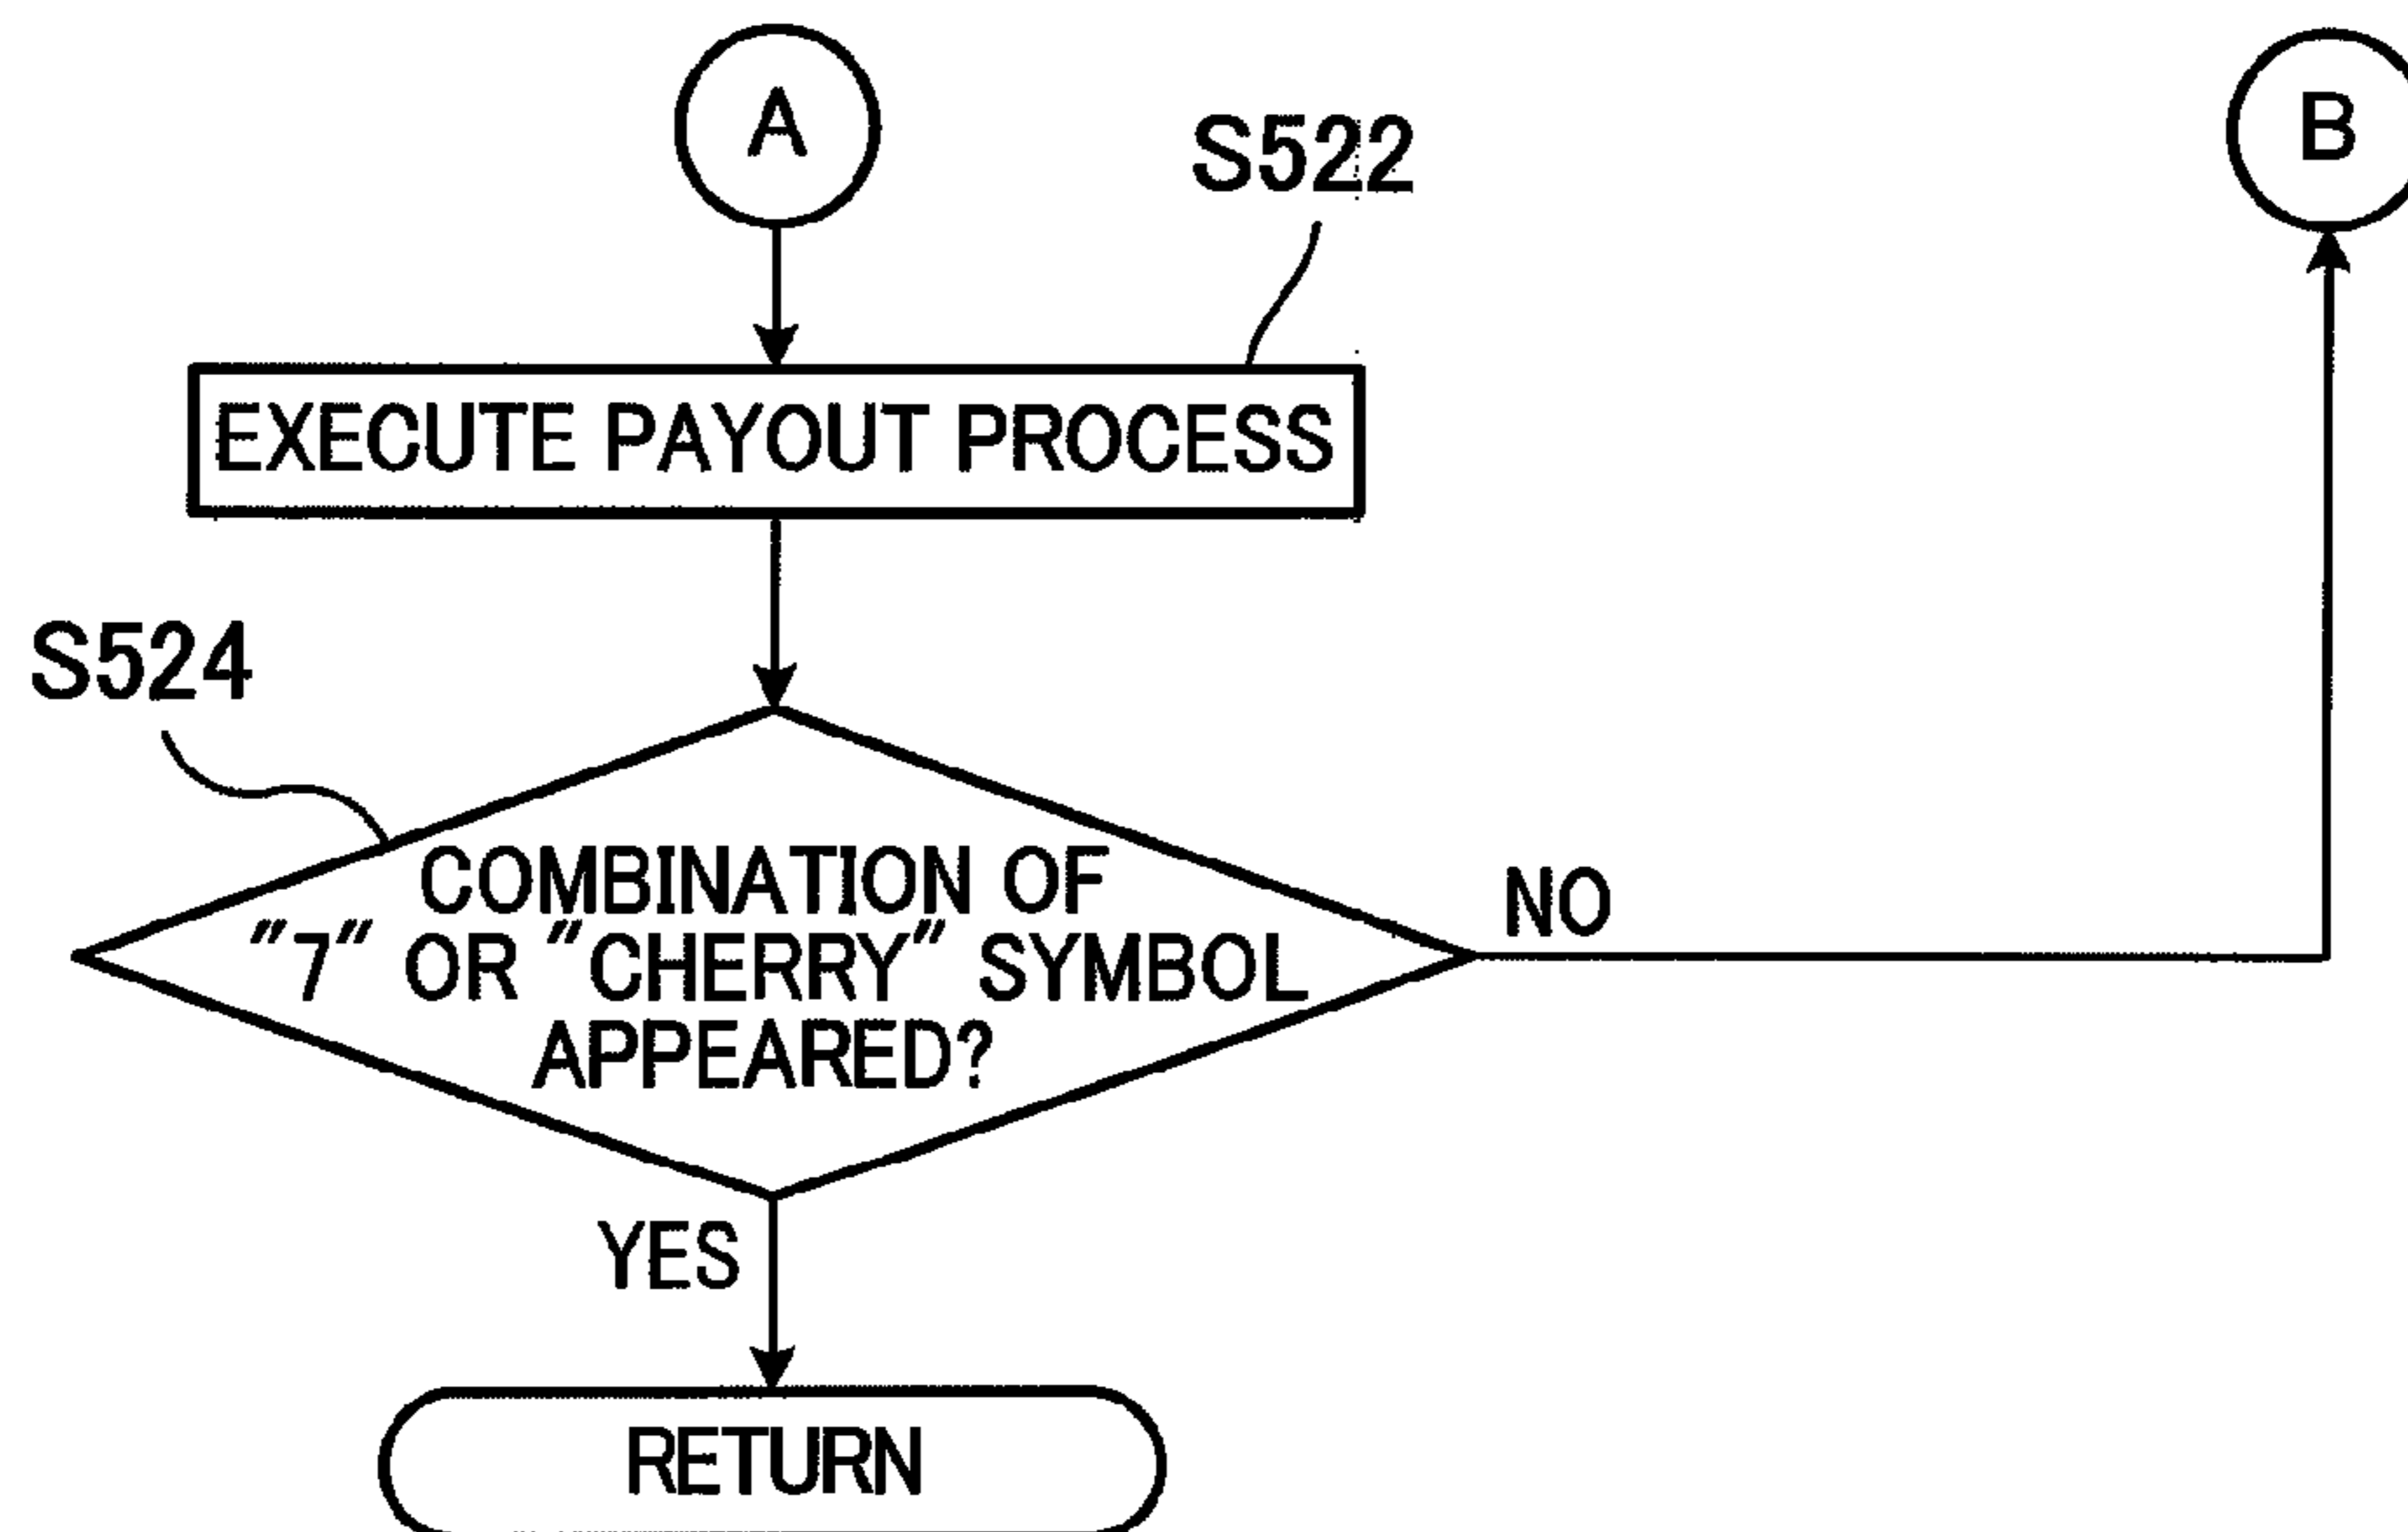 A
B
S522
EXECUTE PAYOUT PROCESS
S524
COMBINATION OF
"7" OR "CHERRY" SYMBOL
APPEARED?
NO
YES
RETURN